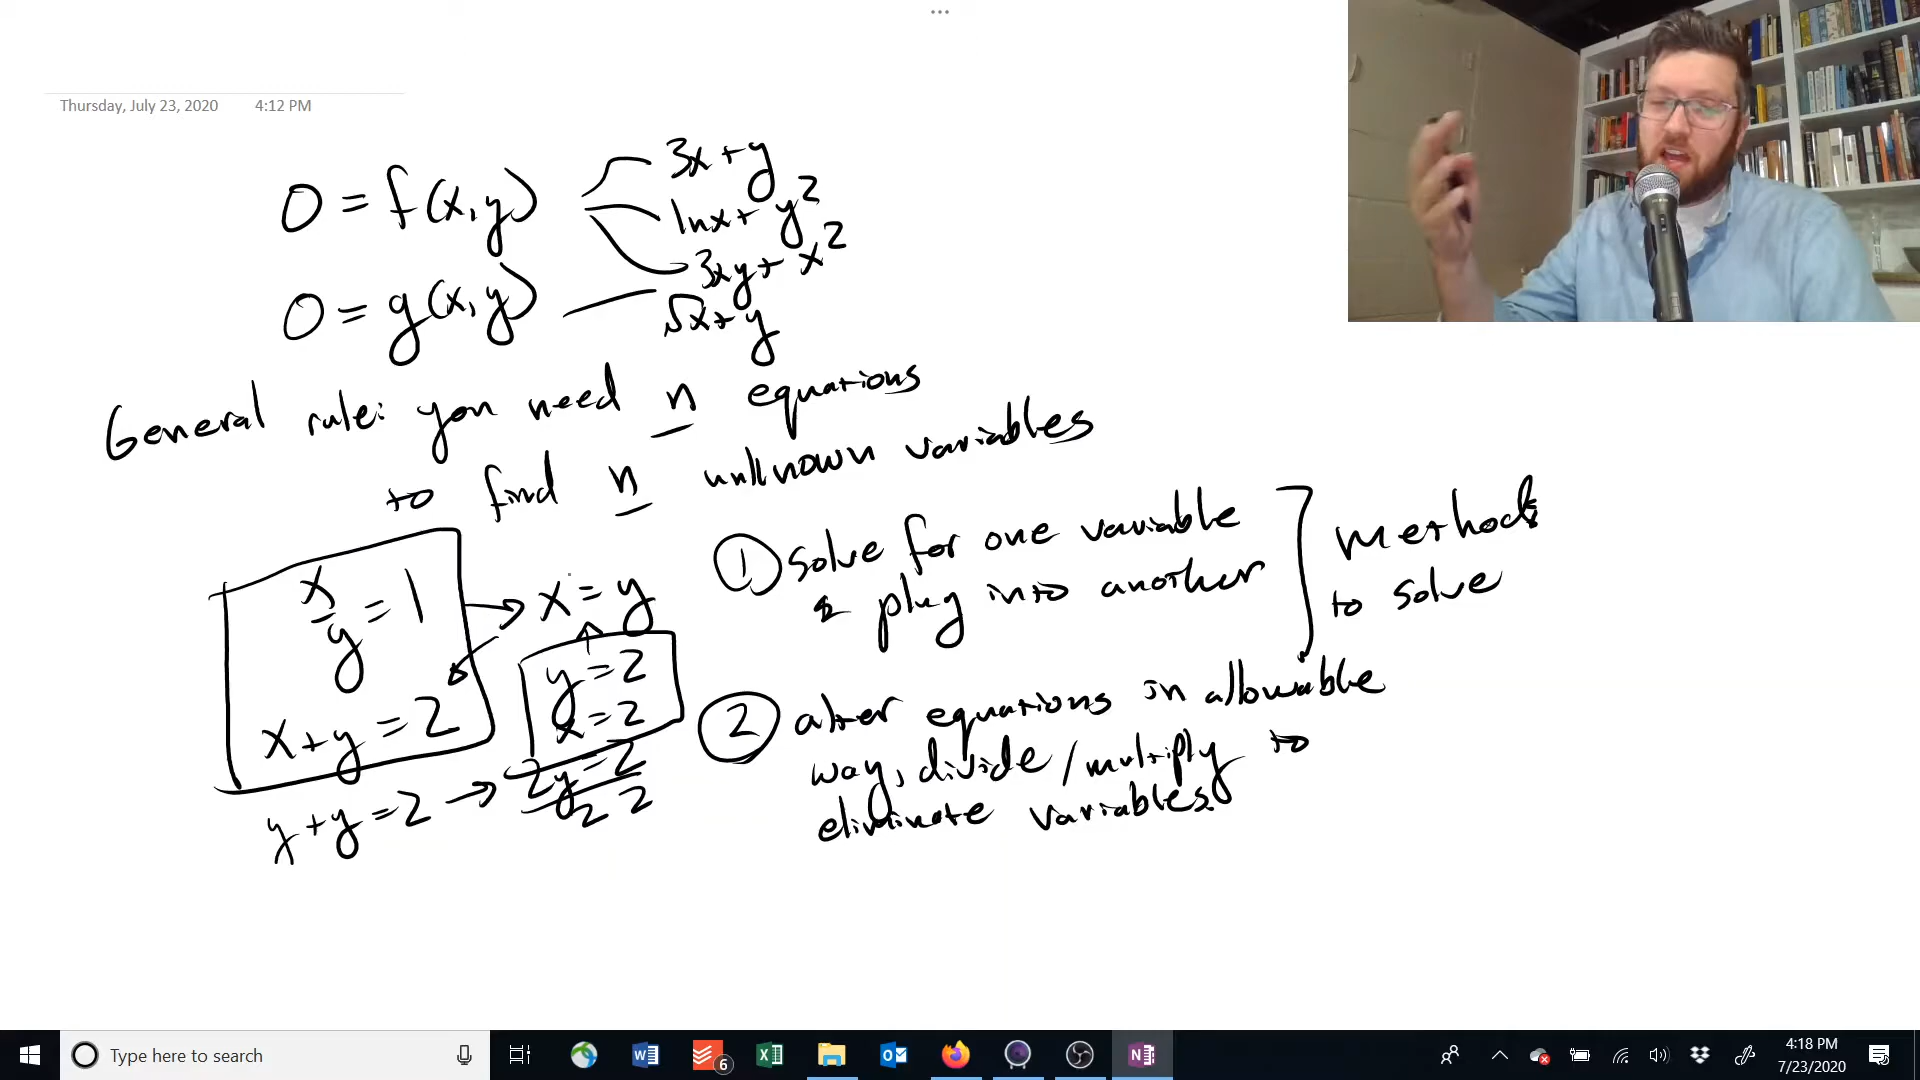 Thursday, July 23, 2020 4:12 PM
0 = f(x,y)
3x+y
lnx+y²
3xy+x²
0 = g(x,y)
√x+y
General rule: you need n equations
to find n unknown variables
① solve for one variable
& plug into another
methods
to solve
x/y = 1
x = y
x+y = 2
y = 2
x = 2
y+y = 2 → 2y = 2
2 2
② alter equations in allowable
way, divide/multiply to
eliminate variables.
Type here to search
6
4:18 PM
7/23/2020